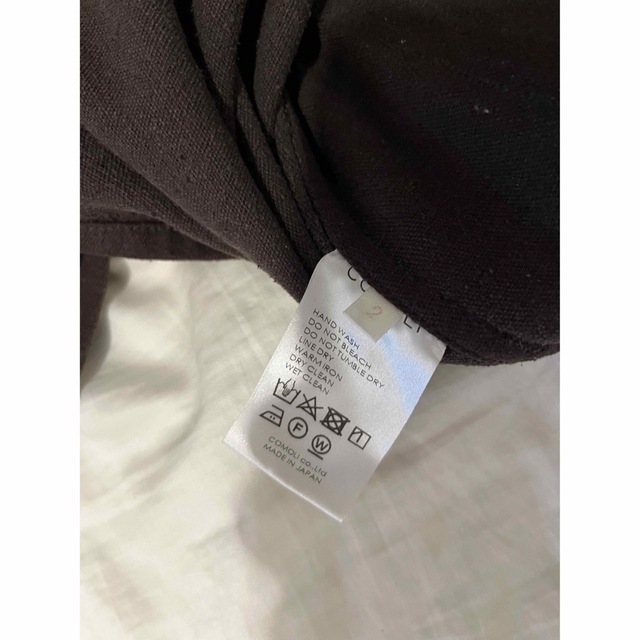 2
HAND WASH
DO NOT BLEACH
DO NOT TUMBLE DRY
LINE DRY
WARM IRON
DRY CLEAN
WET CLEAN
F W
COMOLI co.,Ltd
MADE IN JAPAN